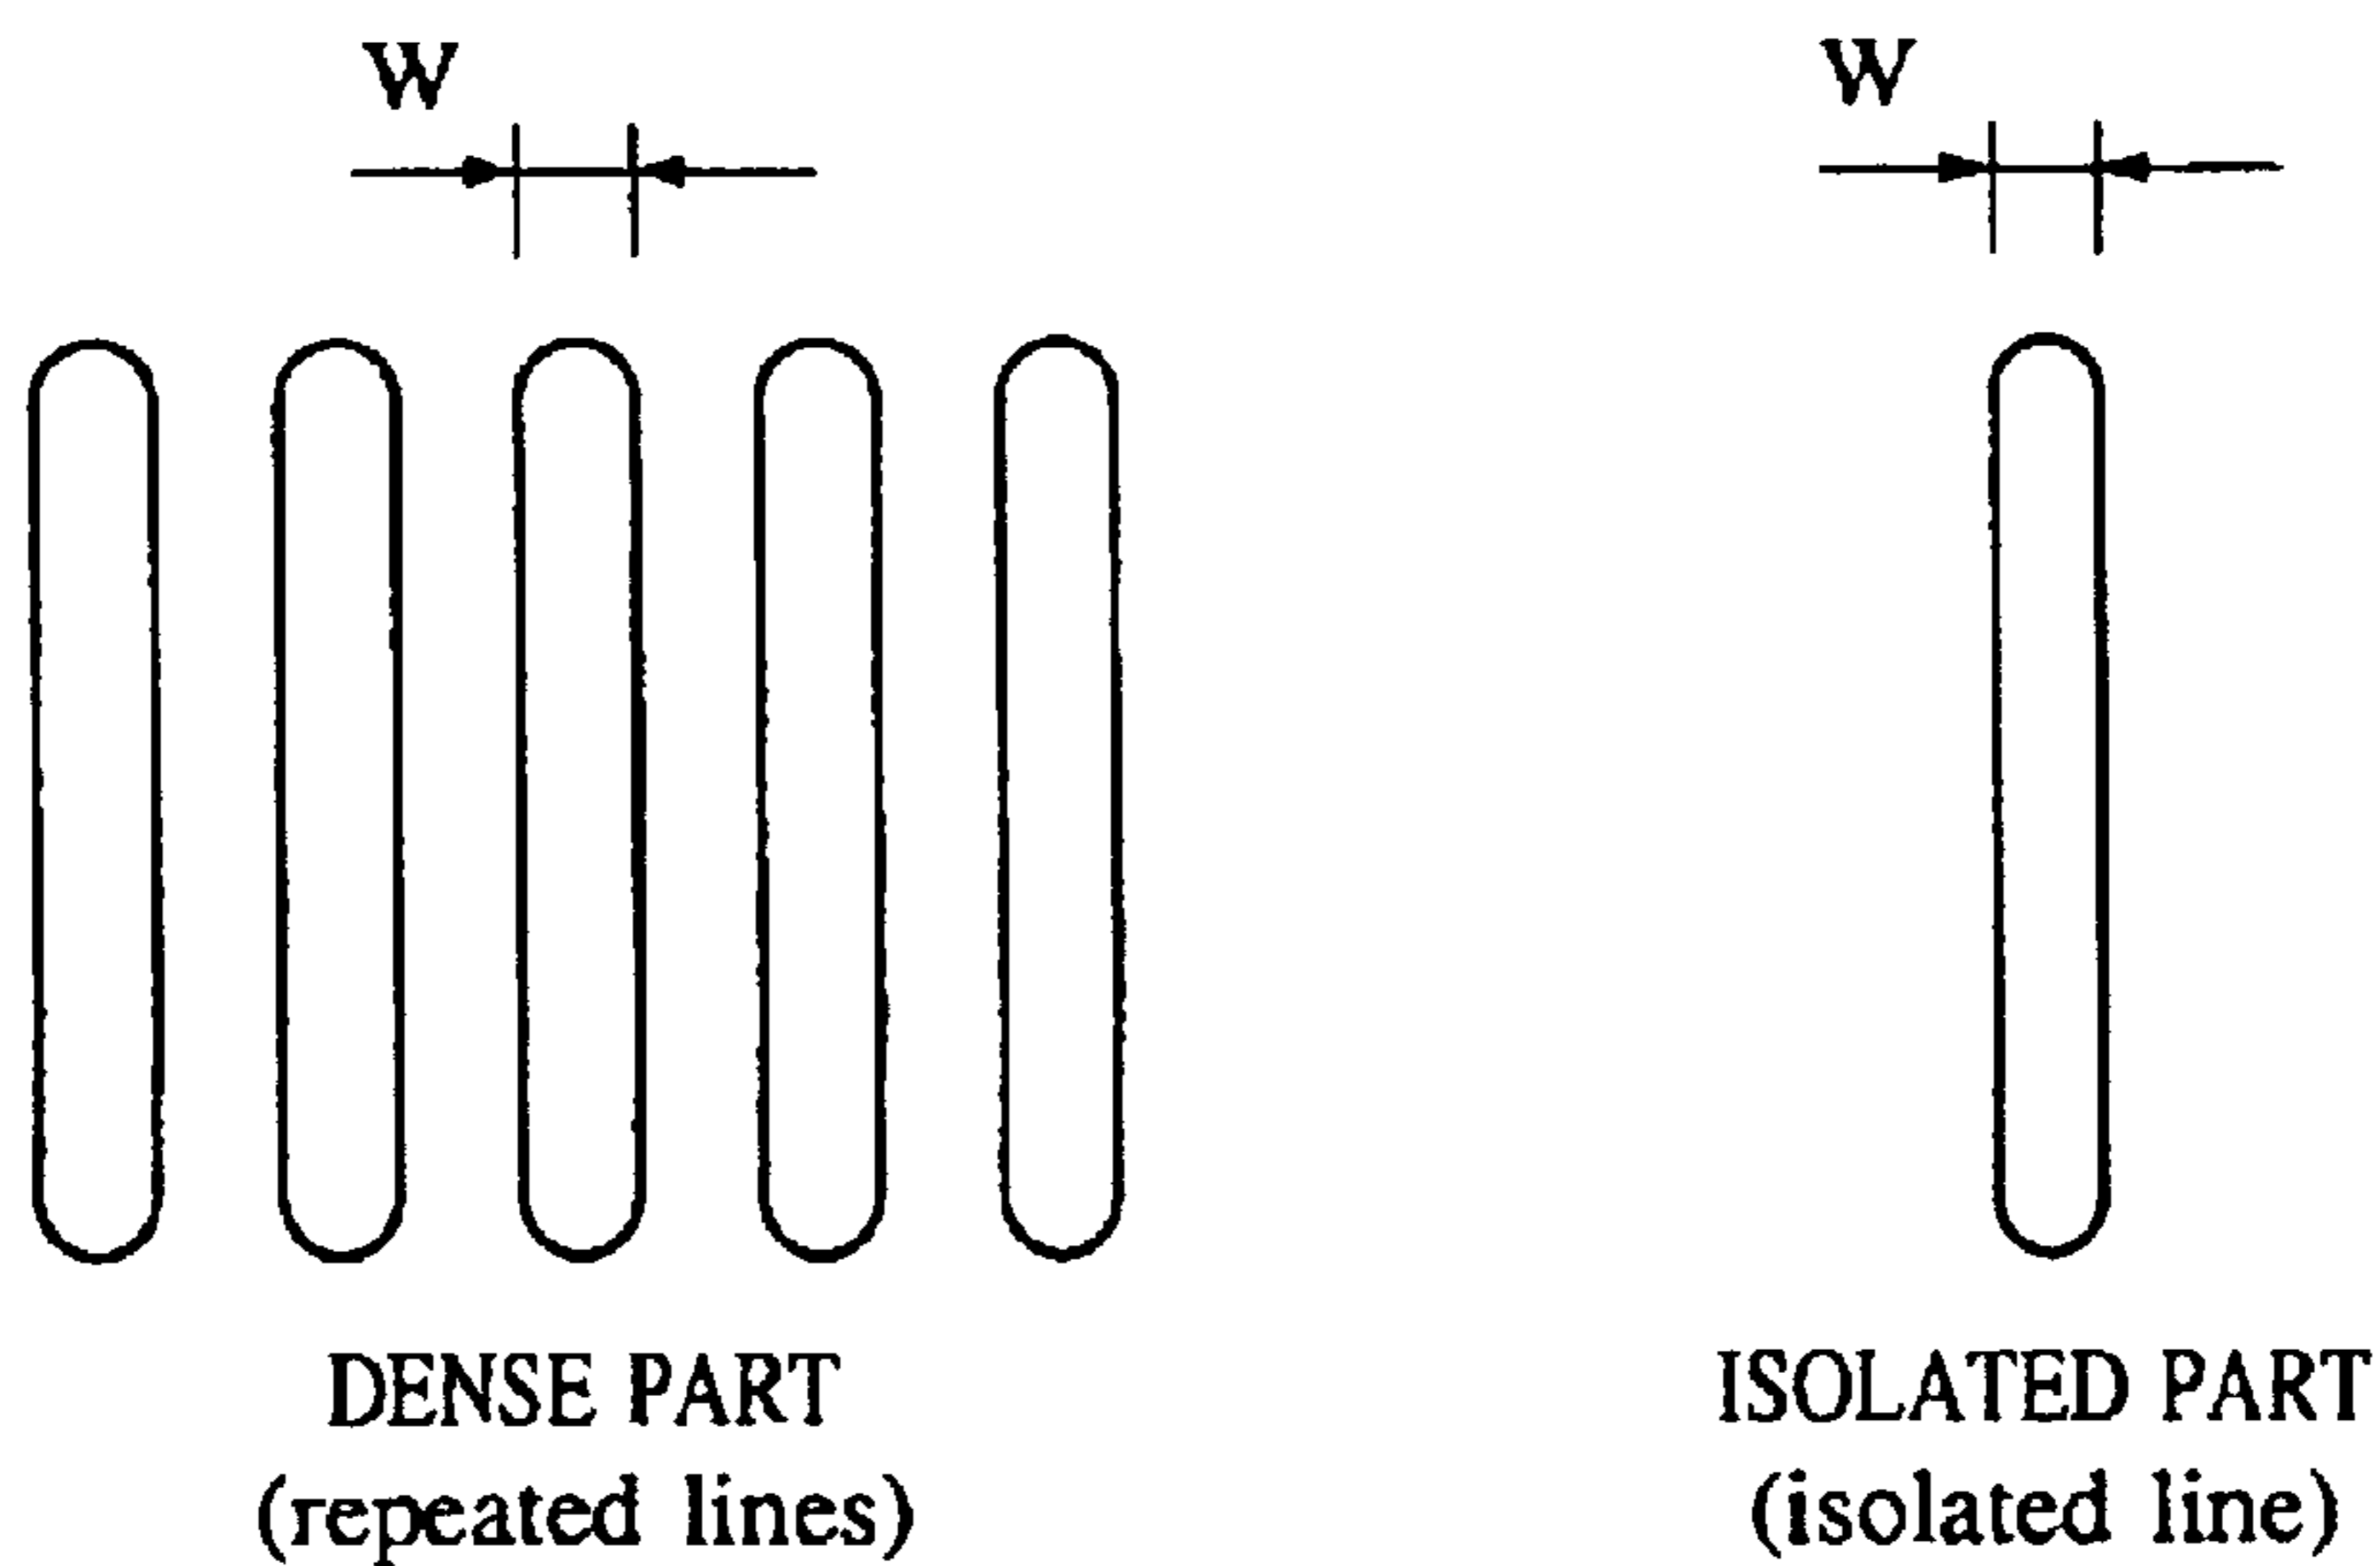 W
W
DENSE PART
(repeated lines)
ISOLATED PART
(isolated line)